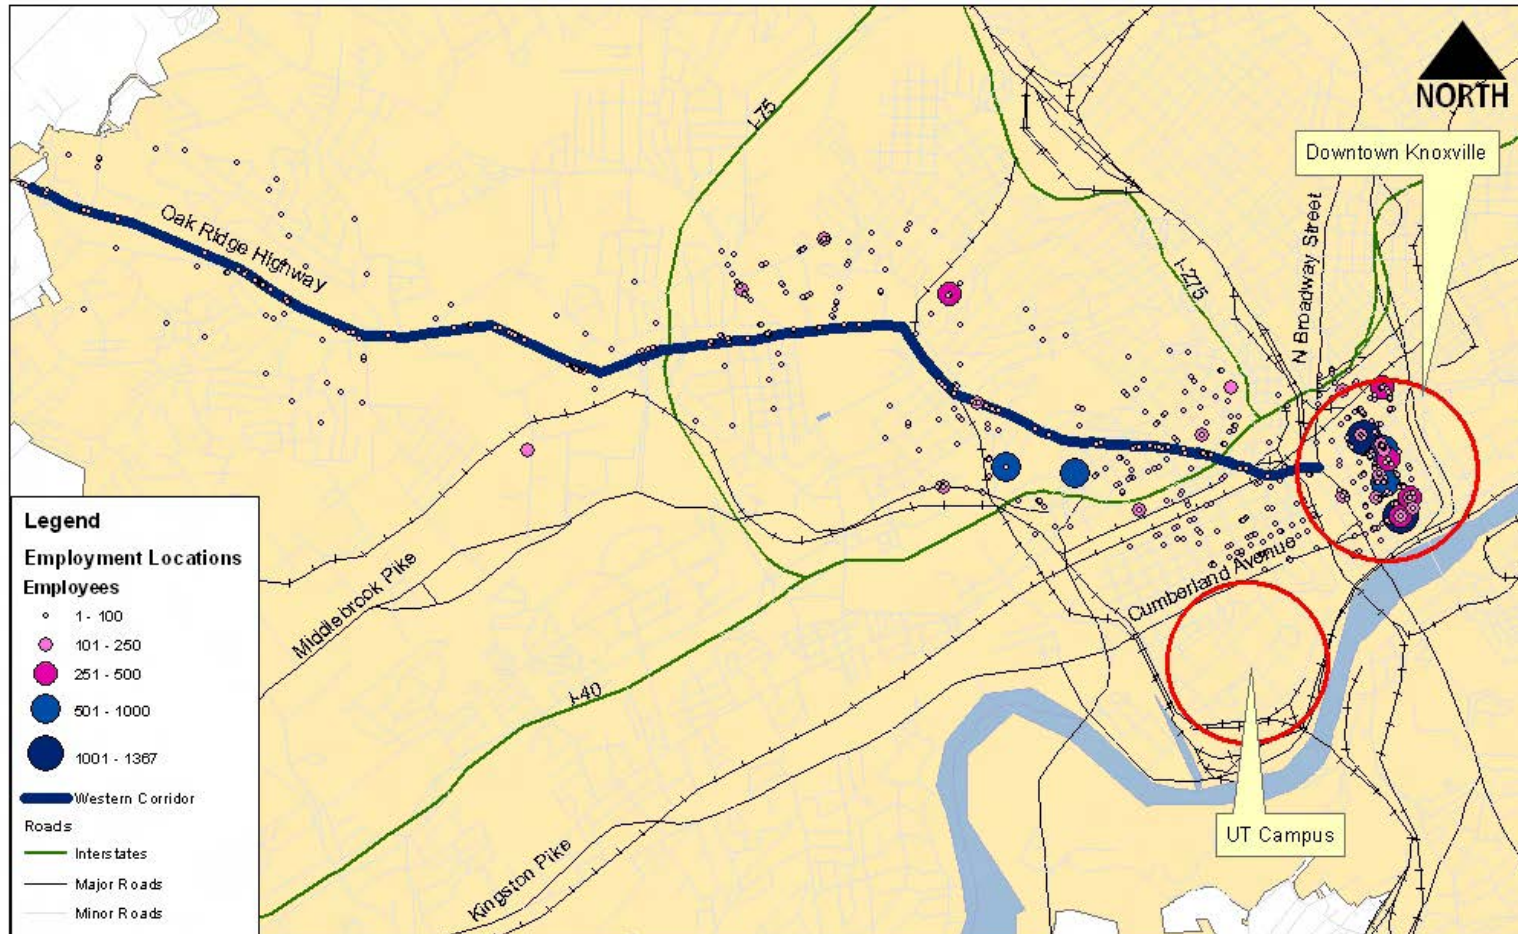 NORTH
Downtown Knoxville
I-75
Oak Ridge Highway
I-275
N Broadway Street
Cumberland Avenue
Middlebrook Pike
I-40
Kingston Pike
UT Campus
Legend
Employment Locations
Employees
1 - 100
101 - 250
251 - 500
501 - 1000
1001 - 1367
Western Corridor
Roads
Interstates
Major Roads
Minor Roads